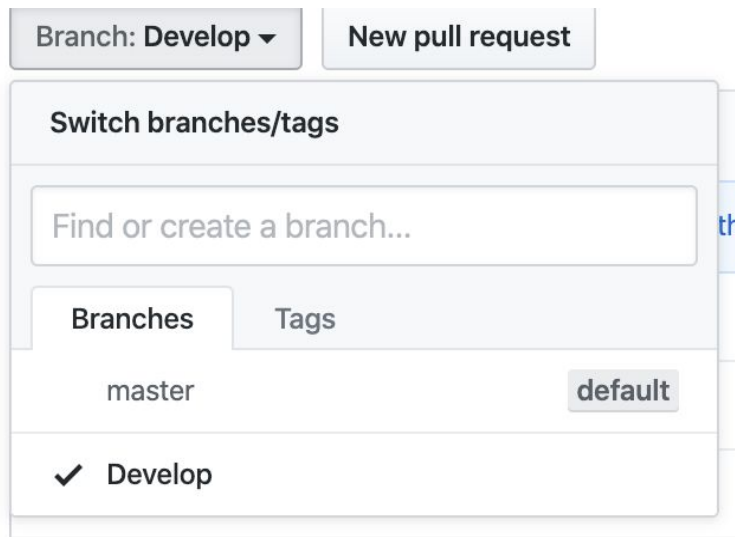 Branch: Develop
New pull request
Switch branches/tags
Find or create a branch...
Branches
Tags
master
default
Develop